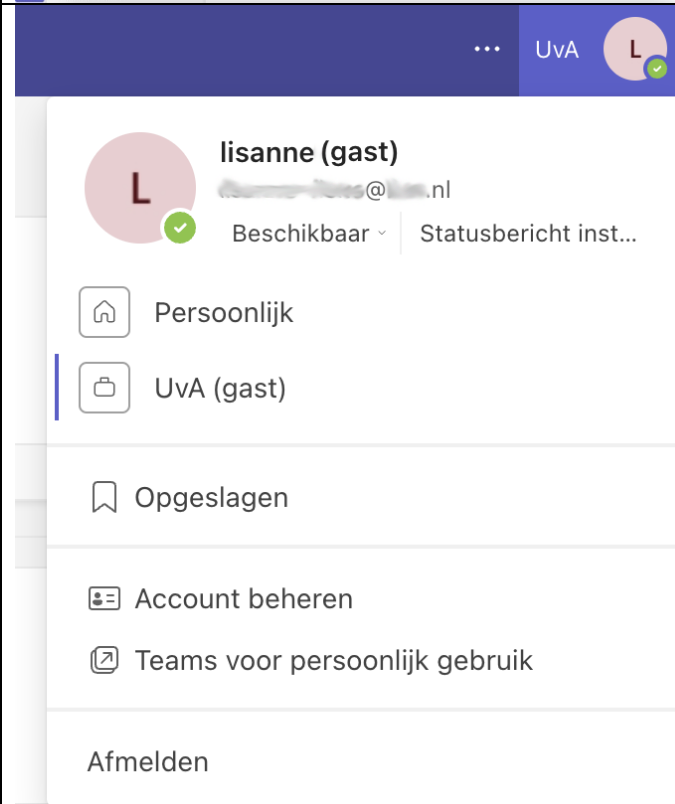 UvA L
L lisanne (gast)
@ .nl
Beschikbaar Statusbericht inst...
Persoonlijk
UvA (gast)
Opgeslagen
Account beheren
Teams voor persoonlijk gebruik
Afmelden